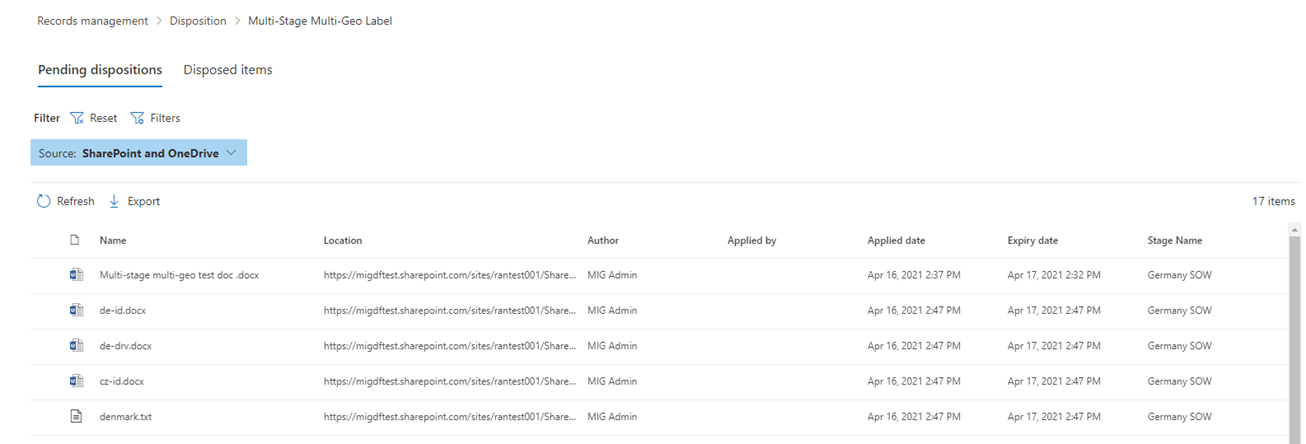 Records management > Disposition > Multi-Stage Multi-Geo Label
Pending dispositions Disposed items
Filter Reset Filters
Source: SharePoint and OneDrive
Refresh Export 17 items
Name Location Author Applied by Applied date Expiry date Stage Name
Multi-stage multi-geo test doc .docx https://migdftest.sharepoint.com/sites/rantest001/Share... MIG Admin Apr 16, 2021 2:37 PM Apr 17, 2021 2:32 PM Germany SOW
de-id.docx https://migdftest.sharepoint.com/sites/rantest001/Share... MIG Admin Apr 16, 2021 2:47 PM Apr 17, 2021 2:47 PM Germany SOW
de-drv.docx https://migdftest.sharepoint.com/sites/rantest001/Share... MIG Admin Apr 16, 2021 2:47 PM Apr 17, 2021 2:47 PM Germany SOW
cz-id.docx https://migdftest.sharepoint.com/sites/rantest001/Share... MIG Admin Apr 16, 2021 2:47 PM Apr 17, 2021 2:47 PM Germany SOW
denmark.txt https://migdftest.sharepoint.com/sites/rantest001/Share... MIG Admin Apr 16, 2021 2:47 PM Apr 17, 2021 2:47 PM Germany SOW